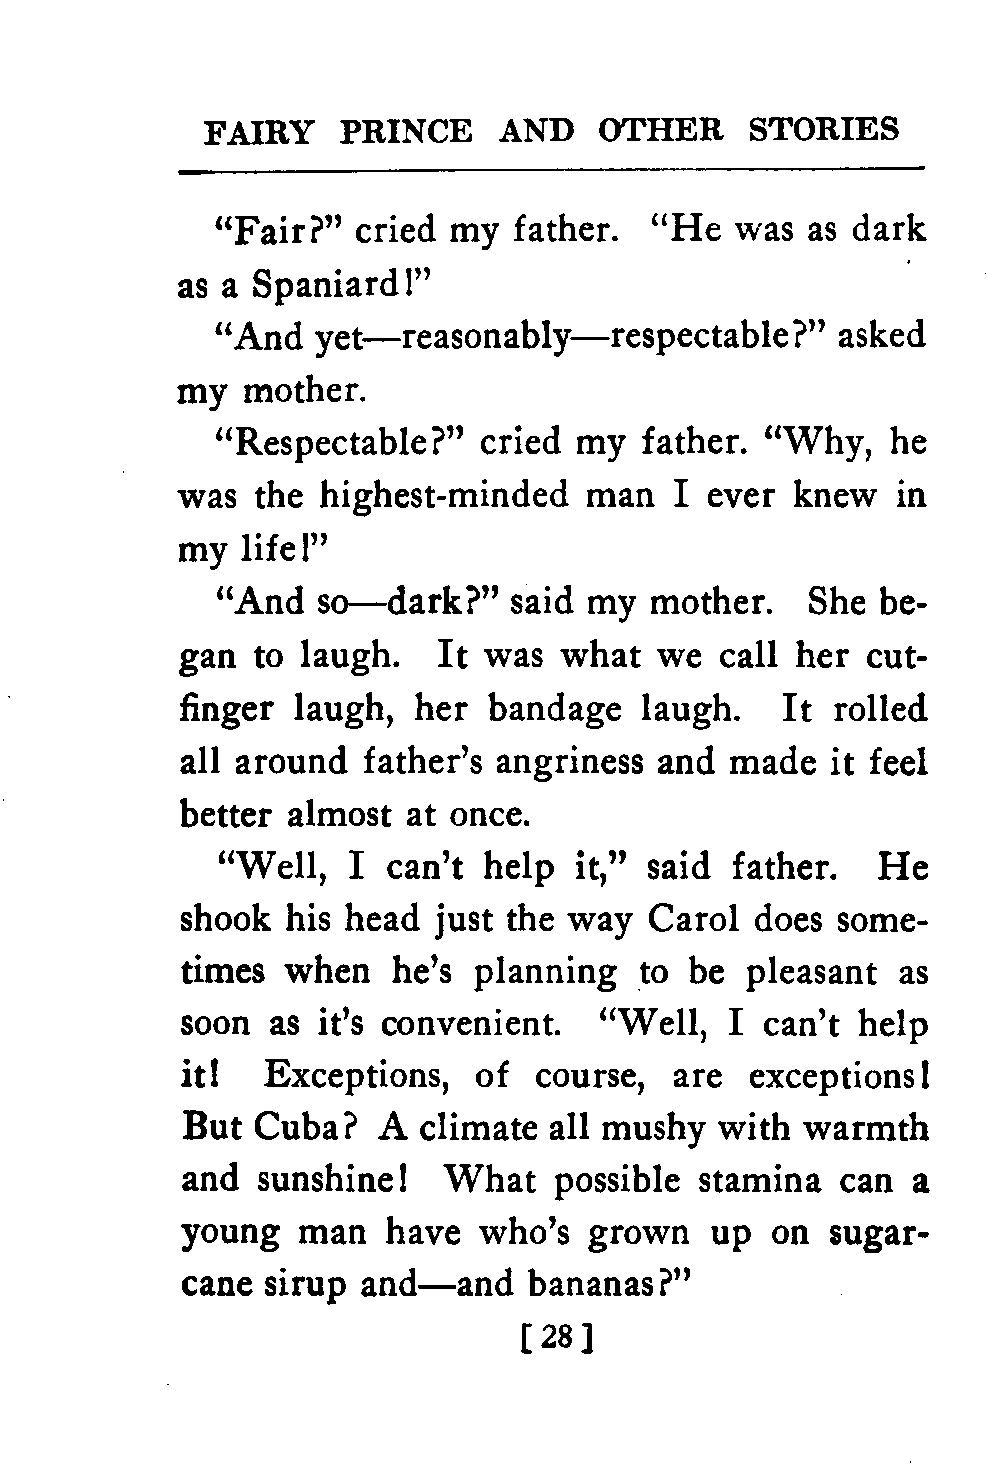 FAIRY PRINCE AND OTHER STORIES
“Fair?” cried my father. “He was as dark
as a Spaniard!”
“And yet—reasonably—respectable?” asked
my mother.
“Respectable?” cried my father. “Why, he
was the highest-minded man I ever knew in
my life!”
“And so—dark?” said my mother. She be-
gan to laugh. It was what we call her cut-
finger laugh, her bandage laugh. It rolled
all around father’s angriness and made it feel
better almost at once.
“Well, I can’t help it,” said father. He
shook his head just the way Carol does some-
times when he’s planning to be pleasant as
soon as it’s convenient. “Well, I can’t help
it! Exceptions, of course, are exceptions!
But Cuba? A climate all mushy with warmth
and sunshine! What possible stamina can a
young man have who’s grown up on sugar-
cane sirup and—and bananas?”
[28]